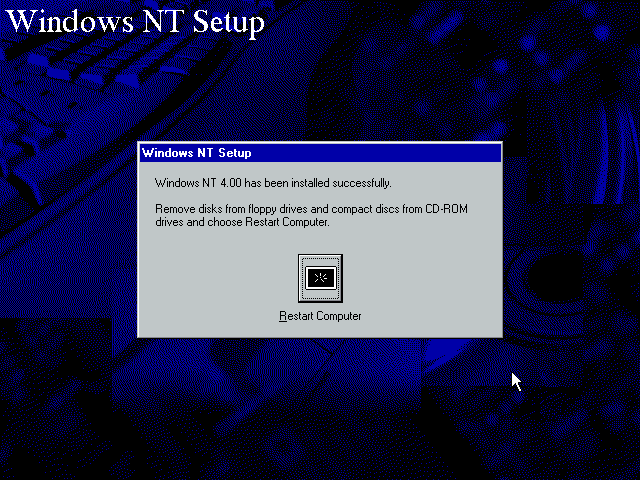 Windows NT Setup
Windows NT Setup
Windows NT 4.00 has been installed successfully.
Remove disks from floppy drives and compact discs from CD-ROM
drives and choose Restart Computer.
Restart Computer